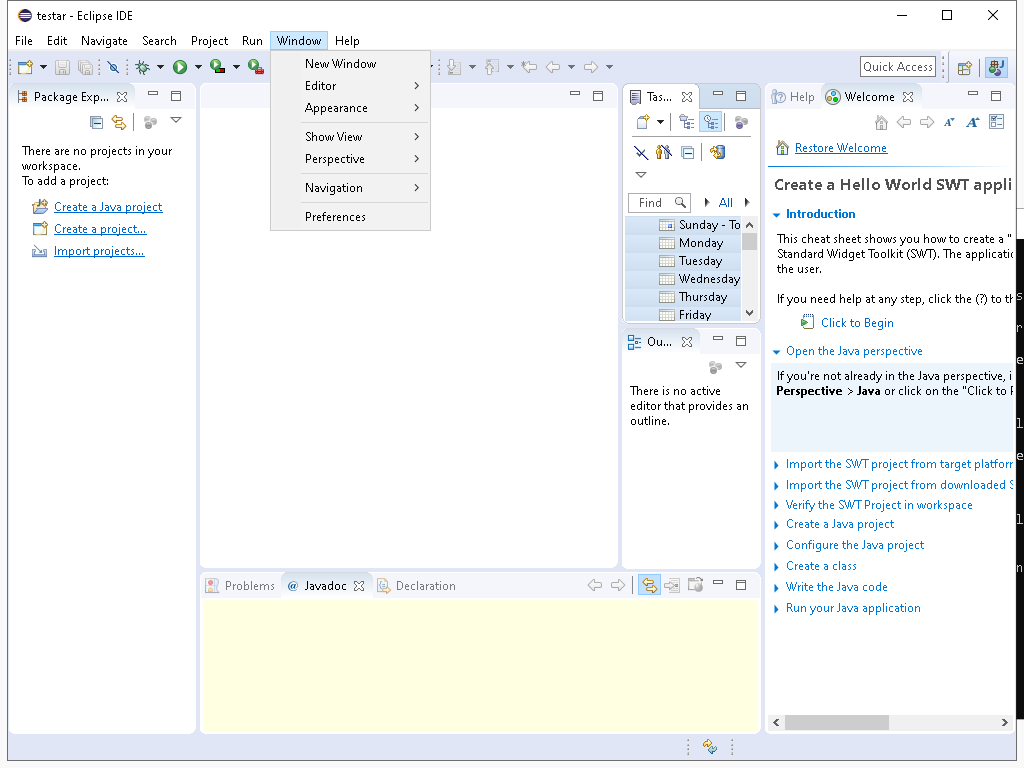 testar - Eclipse IDE
File Edit Navigate Search Project Run Window Help
Quick Access
New Window
Editor
Appearance
Show View
Perspective
Navigation
Preferences
Package Exp...
There are no projects in your
workspace.
To add a project:
Create a Java project
Create a project...
Import projects...
Tas...
Find
All
Sunday - To
Monday
Tuesday
Wednesday
Thursday
Friday
Ou...
There is no active
editor that provides an
outline.
Problems @ Javadoc Declaration
Help Welcome
Restore Welcome
Create a Hello World SWT appli
Introduction
This cheat sheet shows you how to create a "
Standard Widget Toolkit (SWT). The applicati
the user.
If you need help at any step, click the (?) to th
Click to Begin
Open the Java perspective
If you're not already in the Java perspective, i
Perspective > Java or click on the "Click to
Import the SWT project from target platfor
Import the SWT project from downloaded S
Verify the SWT Project in workspace
Create a Java project
Configure the Java project
Create a class
Write the Java code
Run your Java application